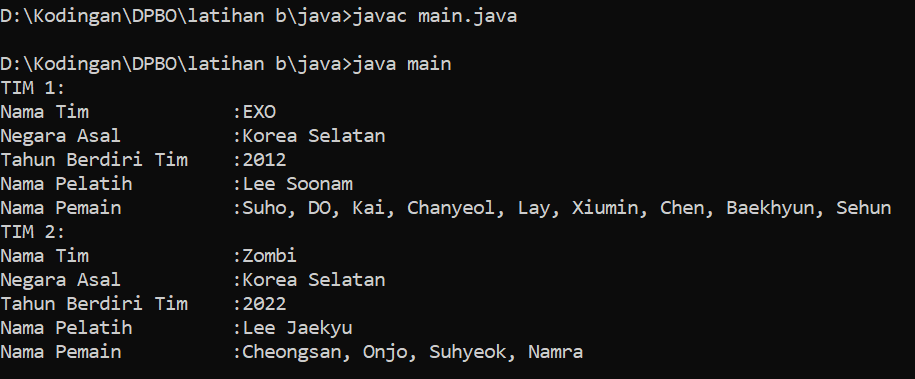 D:\Kodingan\DPBO\latihan b\java>javac main.java
D:\Kodingan\DPBO\latihan b\java>java main
TIM 1:
Nama Tim            :EXO
Negara Asal         :Korea Selatan
Tahun Berdiri Tim   :2012
Nama Pelatih        :Lee Soonam
Nama Pemain         :Suho, DO, Kai, Chanyeol, Lay, Xiumin, Chen, Baekhyun, Sehun
TIM 2:
Nama Tim            :Zombi
Negara Asal         :Korea Selatan
Tahun Berdiri Tim   :2022
Nama Pelatih        :Lee Jaekyu
Nama Pemain         :Cheongsan, Onjo, Suhyeok, Namra